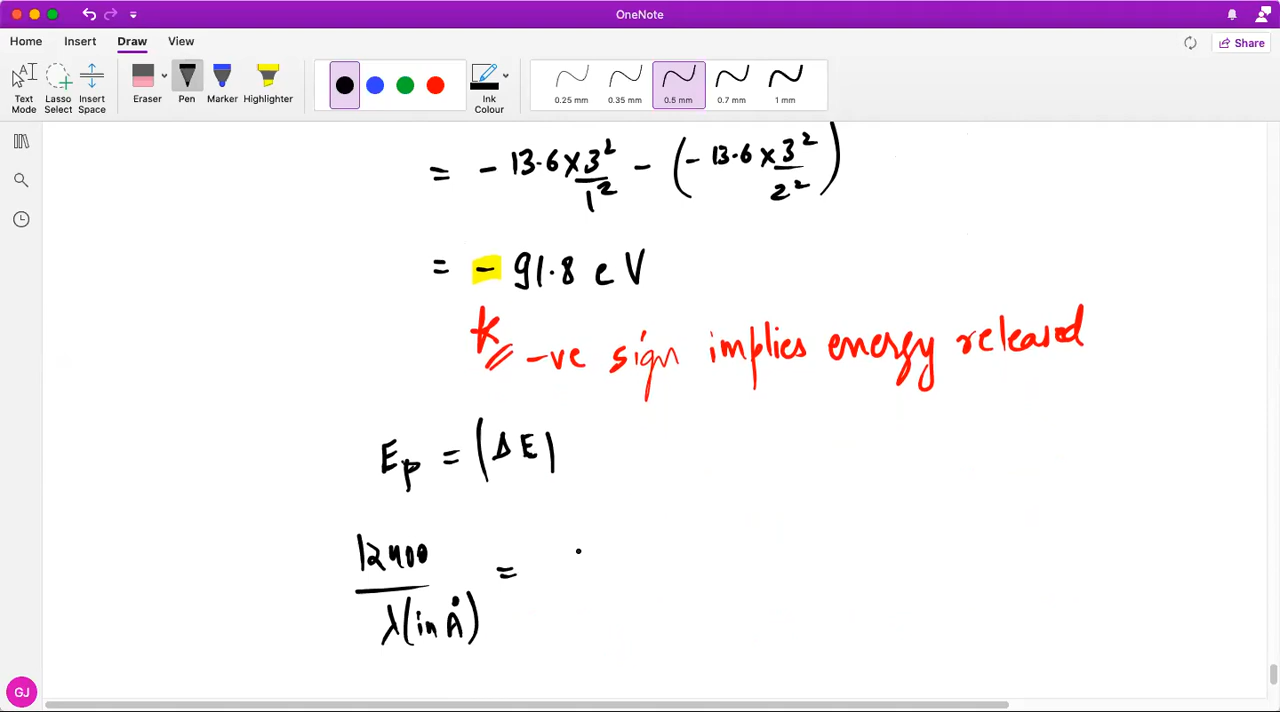 OneNote
Home Insert Draw View
Share
Text Mode
Lasso Select
Insert Space
Eraser
Pen
Marker
Highlighter
Ink Colour
0.25 mm
0.35 mm
0.5 mm
0.7 mm
1 mm
= - 13.6 × 3²/1² - (- 13.6 × 3²/2²)
= - 91.8 eV
-ve sign implies energy released
Ep = |ΔE|
12400/λ(in Å) =
GJ